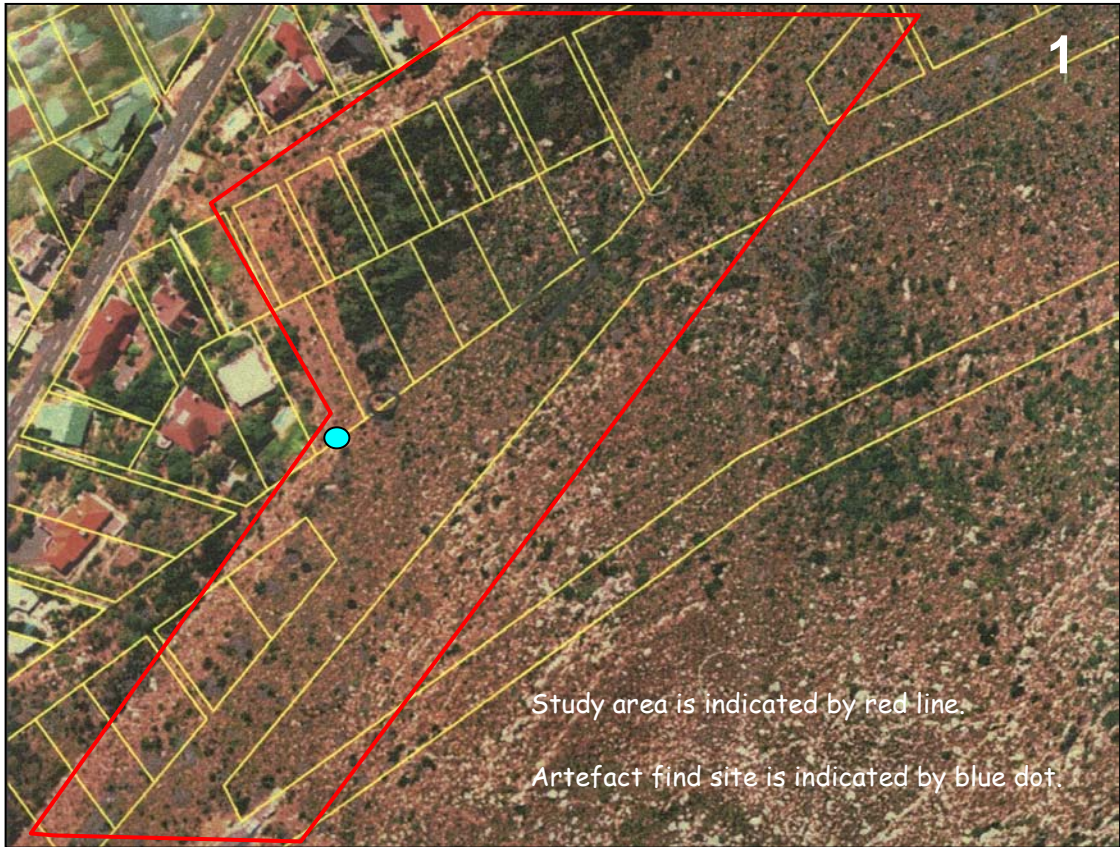 1
Study area is indicated by red line.
Artefact find site is indicated by blue dot.